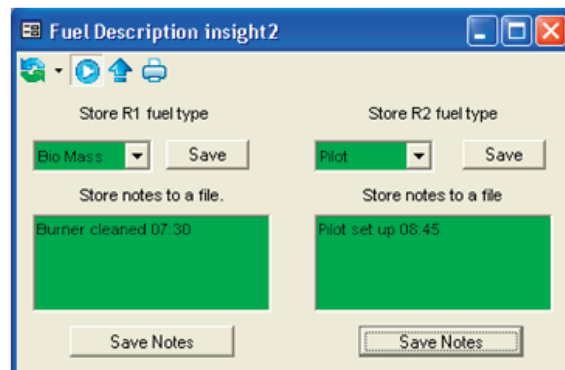 Fuel Description insight2
Store R1 fuel type
Store R2 fuel type
Bio Mass
Save
Pilot
Save
Store notes to a file.
Store notes to a file
Burner cleaned 07:30
Pilot set up 08:45
Save Notes
Save Notes